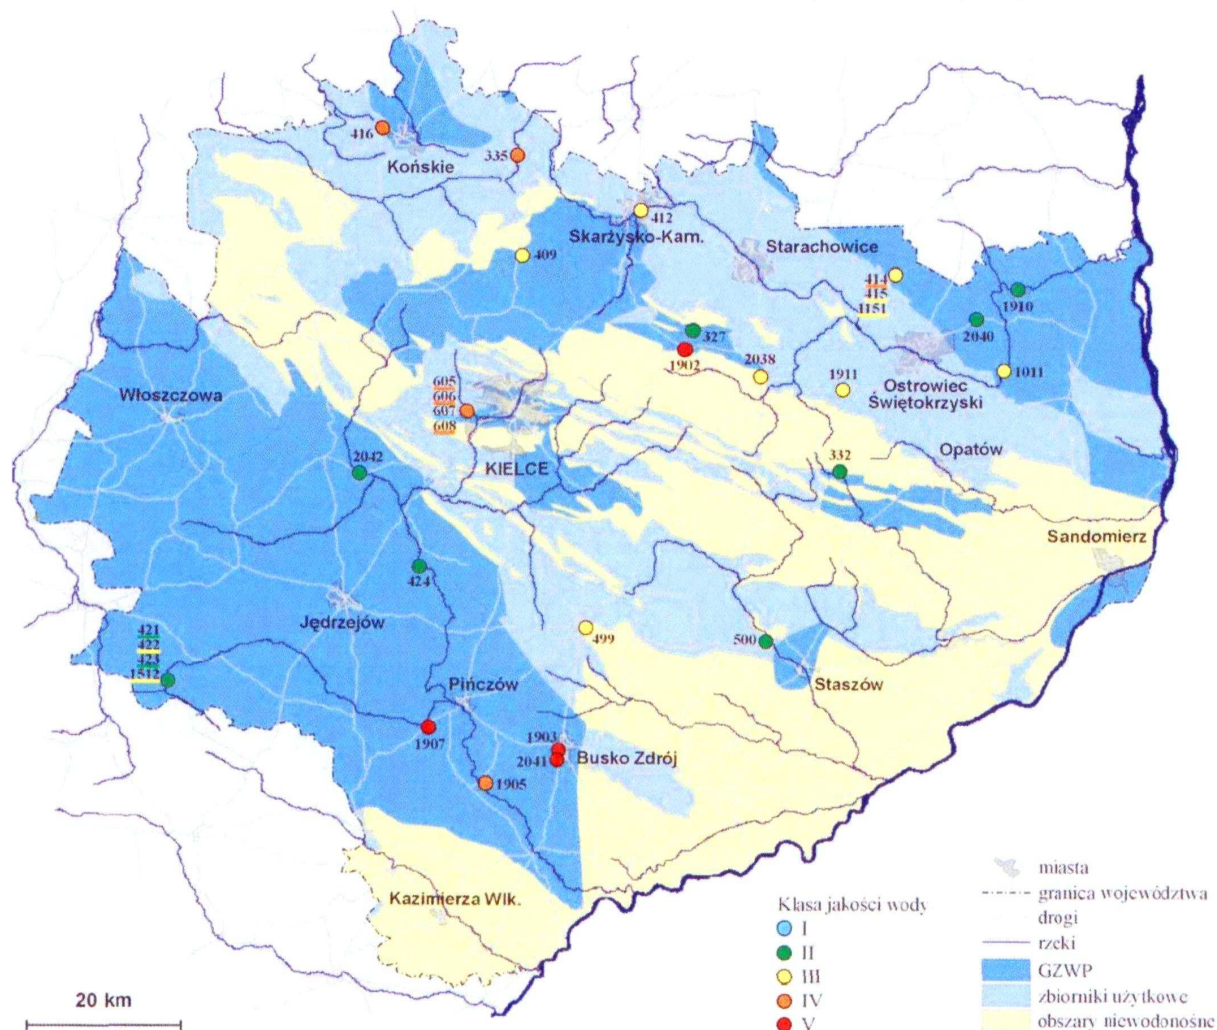 416
Końskie
335
412
Skarżysko-Kam.
Starachowice
409
414
415
1151
1910
327
2040
1902
2038
1911
1011
Ostrowiec
Świętokrzyski
Włoszczowa
605
606
607
608
KIELCE
2042
332
Opatów
Sandomierz
424
Jędrzejów
421
422
423
1512
499
500
Staszów
Pińczów
1907
1903
2041
Busko Zdrój
1905
Kazimierza Wlk.
20 km
Klasa jakości wody
I
II
III
IV
V
miasta
granica województwa
drogi
rzeki
GZWP
zbiorniki użytkowe
obszary niewodonośne